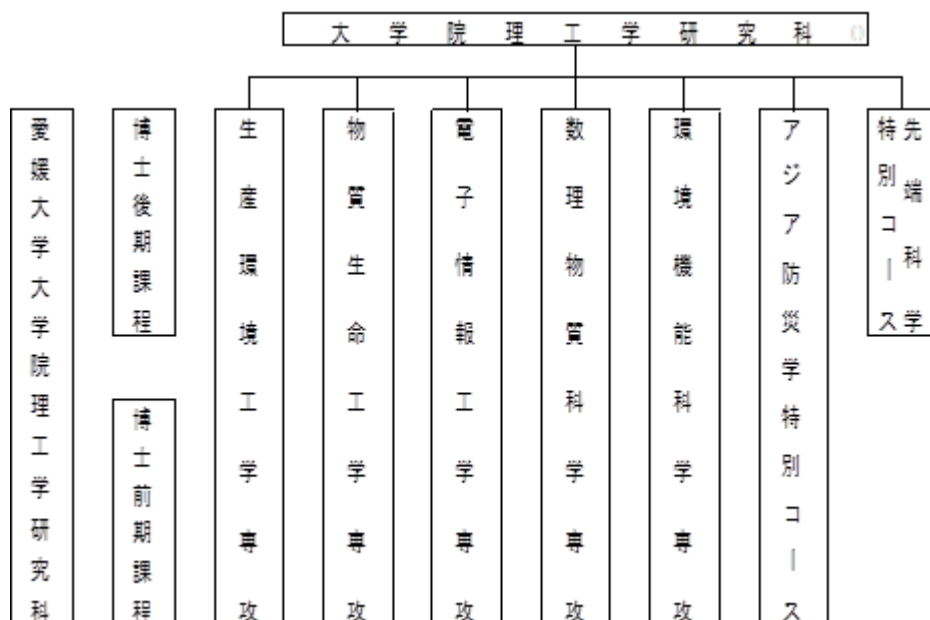 大学院理工学研究科
愛媛大学大学院理工学研究科
博士後期課程
博士前期課程
生産環境工学専攻
物質生命工学専攻
電子情報工学専攻
数理物質科学専攻
環境機能科学専攻
アジア防災学特別コース
先端科学
特別コース